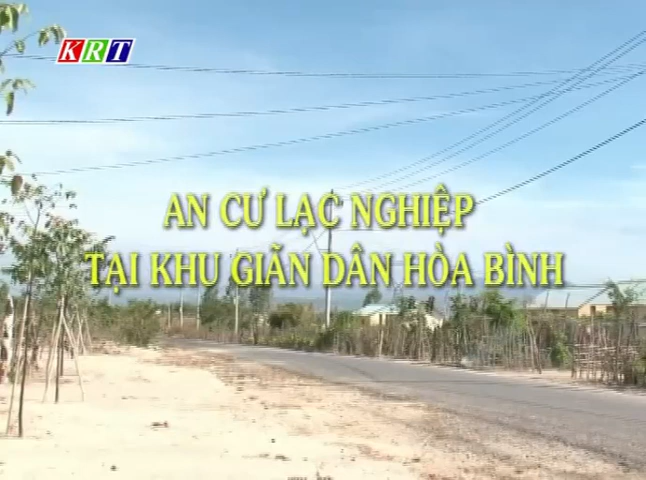 KRT
AN CƯ LẠC NGHIỆP
TẠI KHU GIÃN DÂN HÒA BÌNH